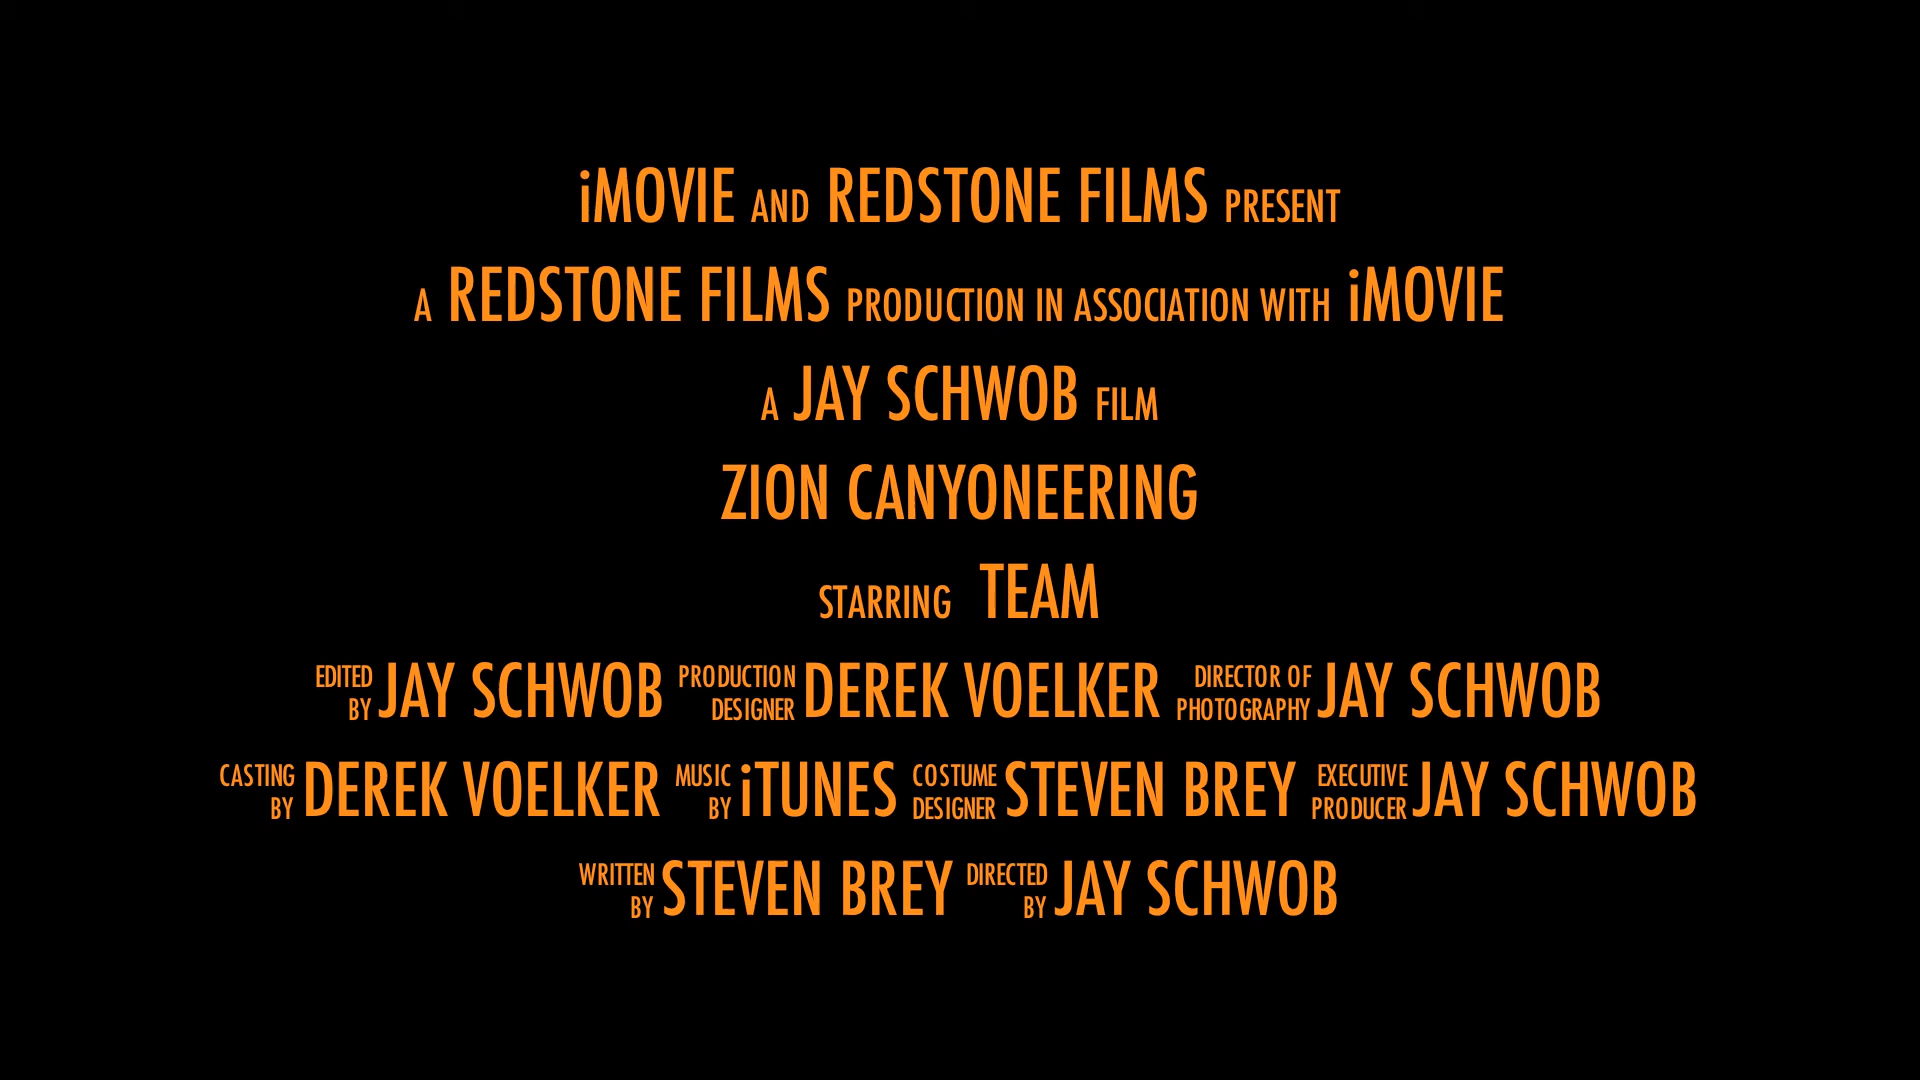 iMOVIE AND REDSTONE FILMS PRESENT
A REDSTONE FILMS PRODUCTION IN ASSOCIATION WITH iMOVIE
A JAY SCHWOB FILM
ZION CANYONEERING
STARRING TEAM
EDITED BY JAY SCHWOB PRODUCTION DESIGNER DEREK VOELKER DIRECTOR OF PHOTOGRAPHY JAY SCHWOB
CASTING BY DEREK VOELKER MUSIC BY iTUNES COSTUME DESIGNER STEVEN BREY EXECUTIVE PRODUCER JAY SCHWOB
WRITTEN BY STEVEN BREY DIRECTED BY JAY SCHWOB